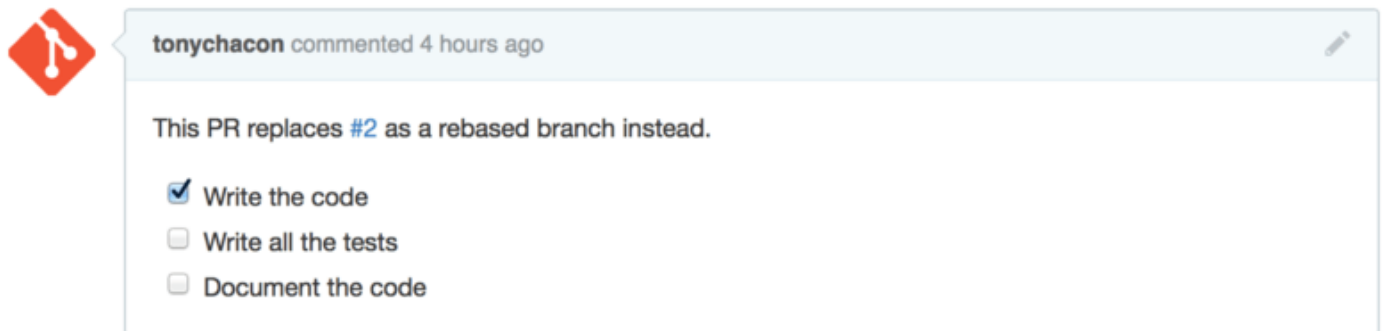 tonychacon commented 4 hours ago
This PR replaces #2 as a rebased branch instead.
Write the code
Write all the tests
Document the code